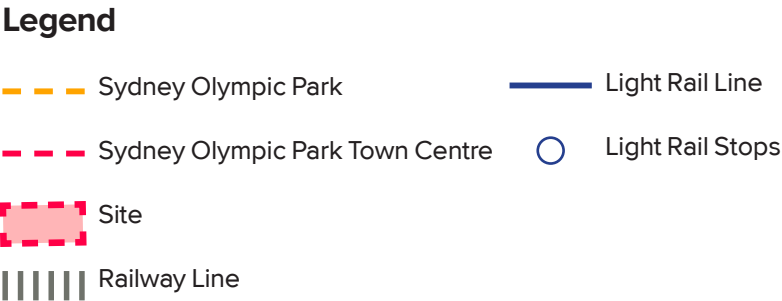 Legend
Sydney Olympic Park
Sydney Olympic Park Town Centre
Site
Railway Line
Light Rail Line
Light Rail Stops